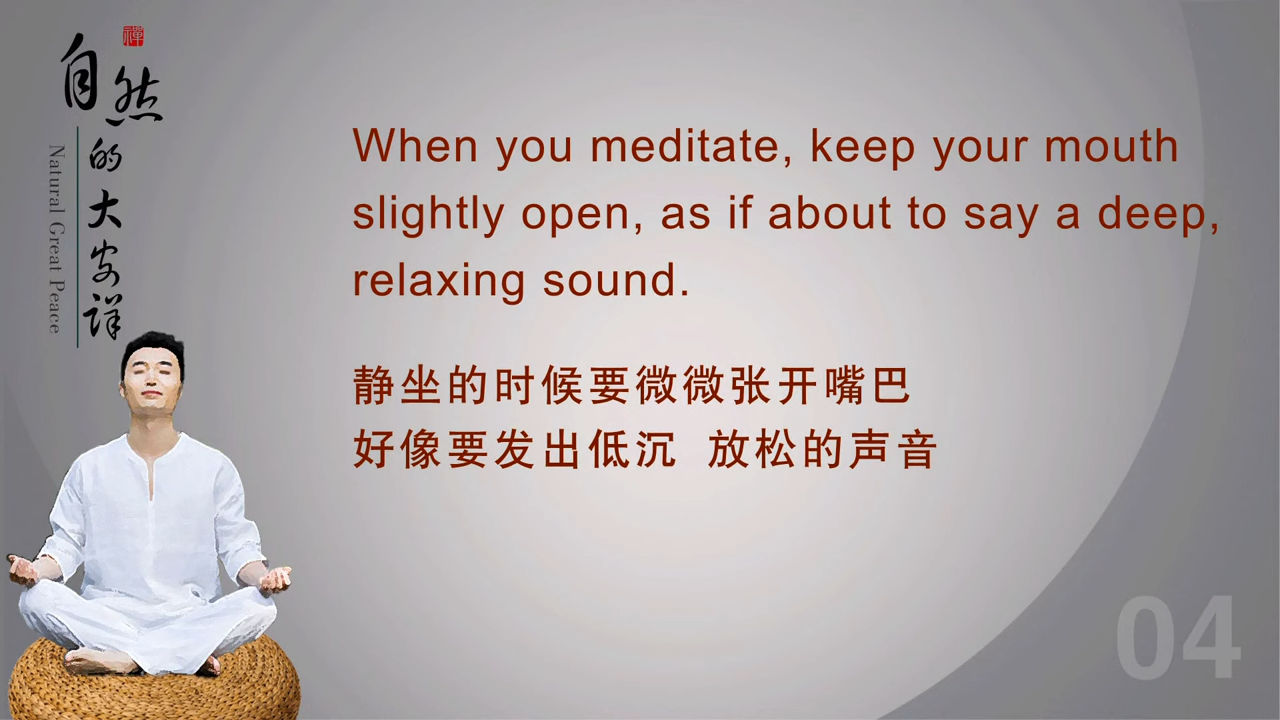 禪
自然的大安詳
Natural Great Peace
When you meditate, keep your mouth
slightly open, as if about to say a deep,
relaxing sound.
静坐的时候要微微张开嘴巴
好像要发出低沉 放松的声音
04